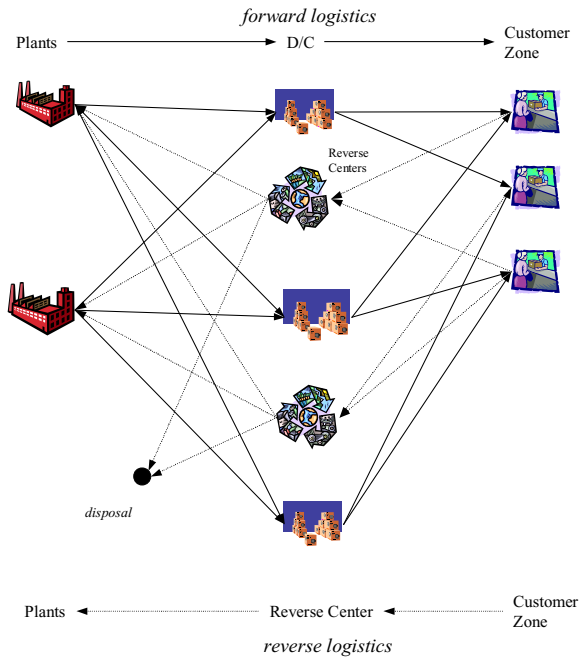 forward logistics
Plants
D/C
Customer
Zone
Reverse
Centers
disposal
Plants
Reverse Center
Customer
Zone
reverse logistics